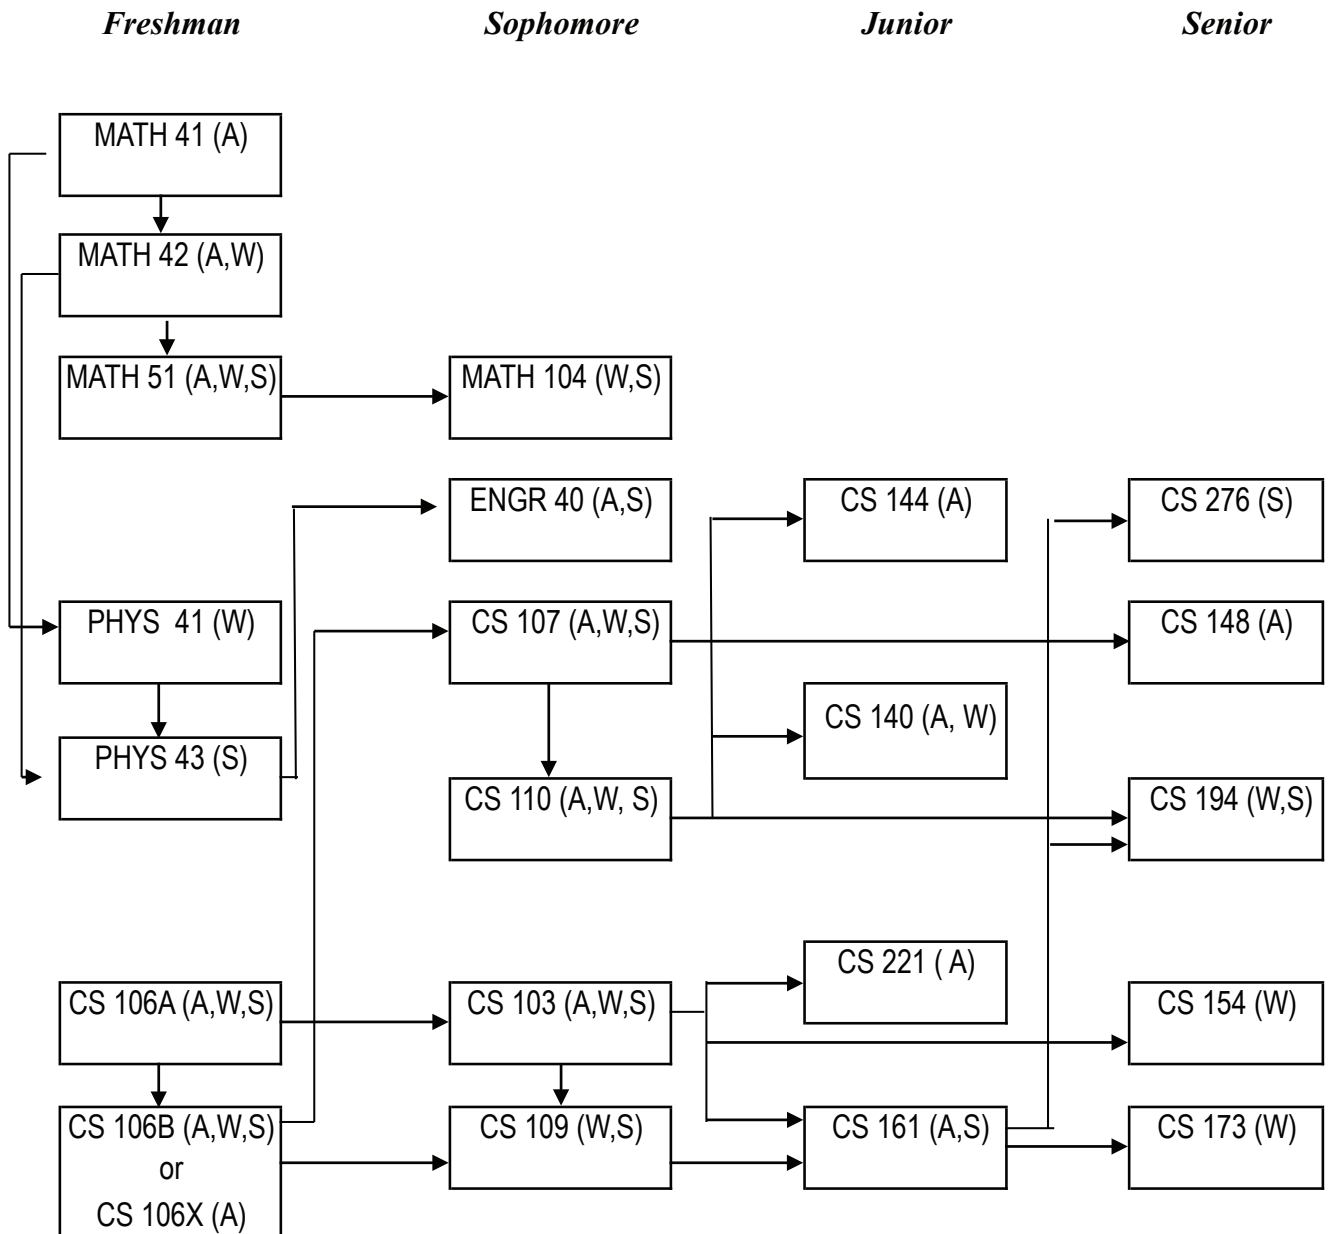 Freshman Sophomore Junior Senior
MATH 41 (A)
MATH 42 (A,W)
MATH 51 (A,W,S) MATH 104 (W,S)
ENGR 40 (A,S) CS 144 (A) CS 276 (S)
PHYS  41 (W) CS 107 (A,W,S) CS 148 (A)
CS 140 (A, W)
PHYS 43 (S)
CS 110 (A,W, S) CS 194 (W,S)
CS 221 ( A)
CS 106A (A,W,S) CS 103 (A,W,S) CS 154 (W)
CS 106B (A,W,S) CS 109 (W,S) CS 161 (A,S) CS 173 (W)
or
CS 106X (A)